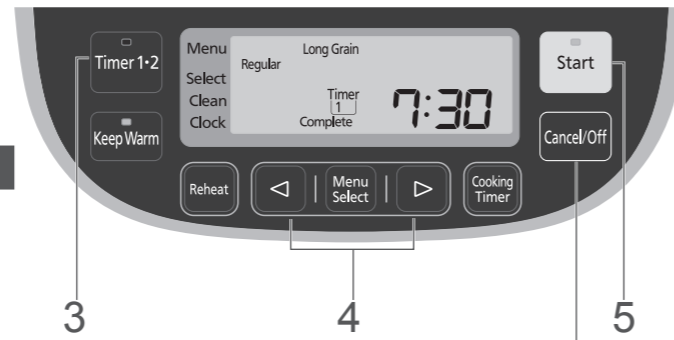 Timer 1•2
Keep Warm
Menu
Select
Clean
Clock
Long Grain
Regular
Timer
1
Complete
7:30
Start
Cancel/Off
Reheat
◁
Menu
Select
▷
Cooking
Timer
3
4
5